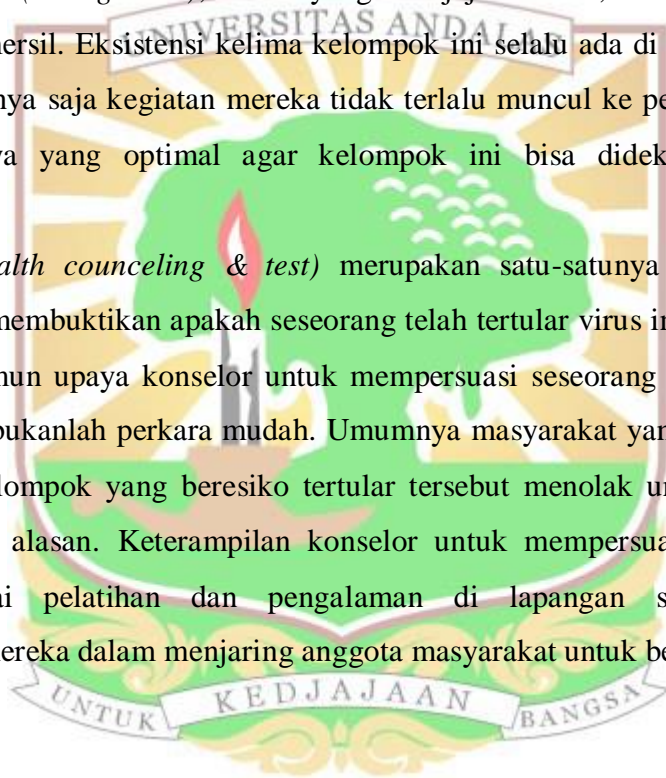 UNIVERSITAS ANDALAS
nersil. Eksistensi kelima kelompok ini selalu ada di
nya saja kegiatan mereka tidak terlalu muncul ke pe
ya yang optimal agar kelompok ini bisa didek
alth counceling & test) merupakan satu-satunya
membuktikan apakah seseorang telah tertular virus in
mun upaya konselor untuk mempersuasi seseorang
bukanlah perkara mudah. Umumnya masyarakat yan
lompok yang beresiko tertular tersebut menolak un
alasan. Keterampilan konselor untuk mempersua
ai pelatihan dan pengalaman di lapangan s
nereka dalam menjaring anggota masyarakat untuk be
UNTUK KEDJAJAAN BANGSA